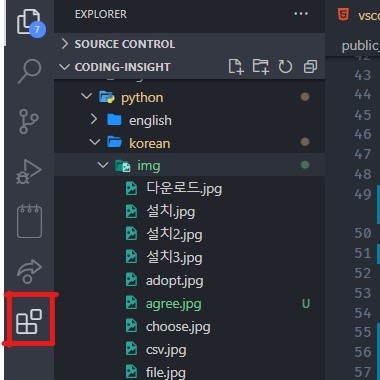 EXPLORER
vsco
7
SOURCE CONTROL
public_
CODING-INSIGHT
43
python
44
45
english
46
korean
47
img
48
다운로드.jpg
49
설치.jpg
설치2.jpg
50
설치3.jpg
51
adopt.jpg
52
agree.jpg U
53
54
choose.jpg
55
csv.jpg
56
file.jpg
57